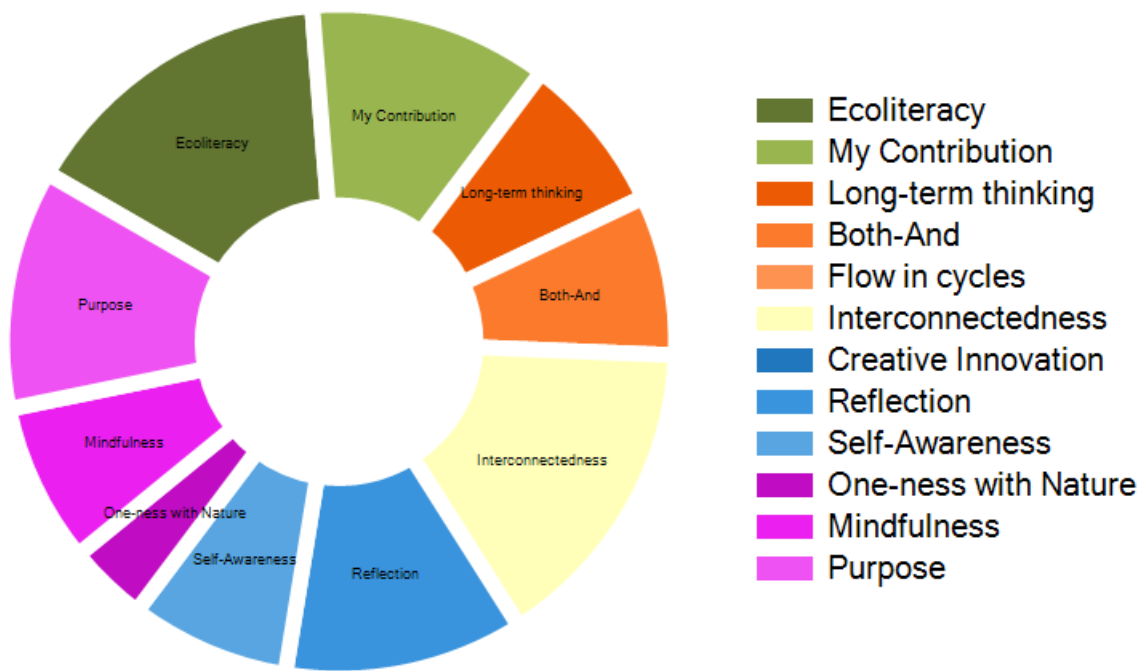 Ecoliteracy
My Contribution
Long-term thinking
Both-And
Interconnectedness
Reflection
Self-Awareness
One-ness with Nature
Mindfulness
Purpose
Ecoliteracy
My Contribution
Long-term thinking
Both-And
Flow in cycles
Interconnectedness
Creative Innovation
Reflection
Self-Awareness
One-ness with Nature
Mindfulness
Purpose